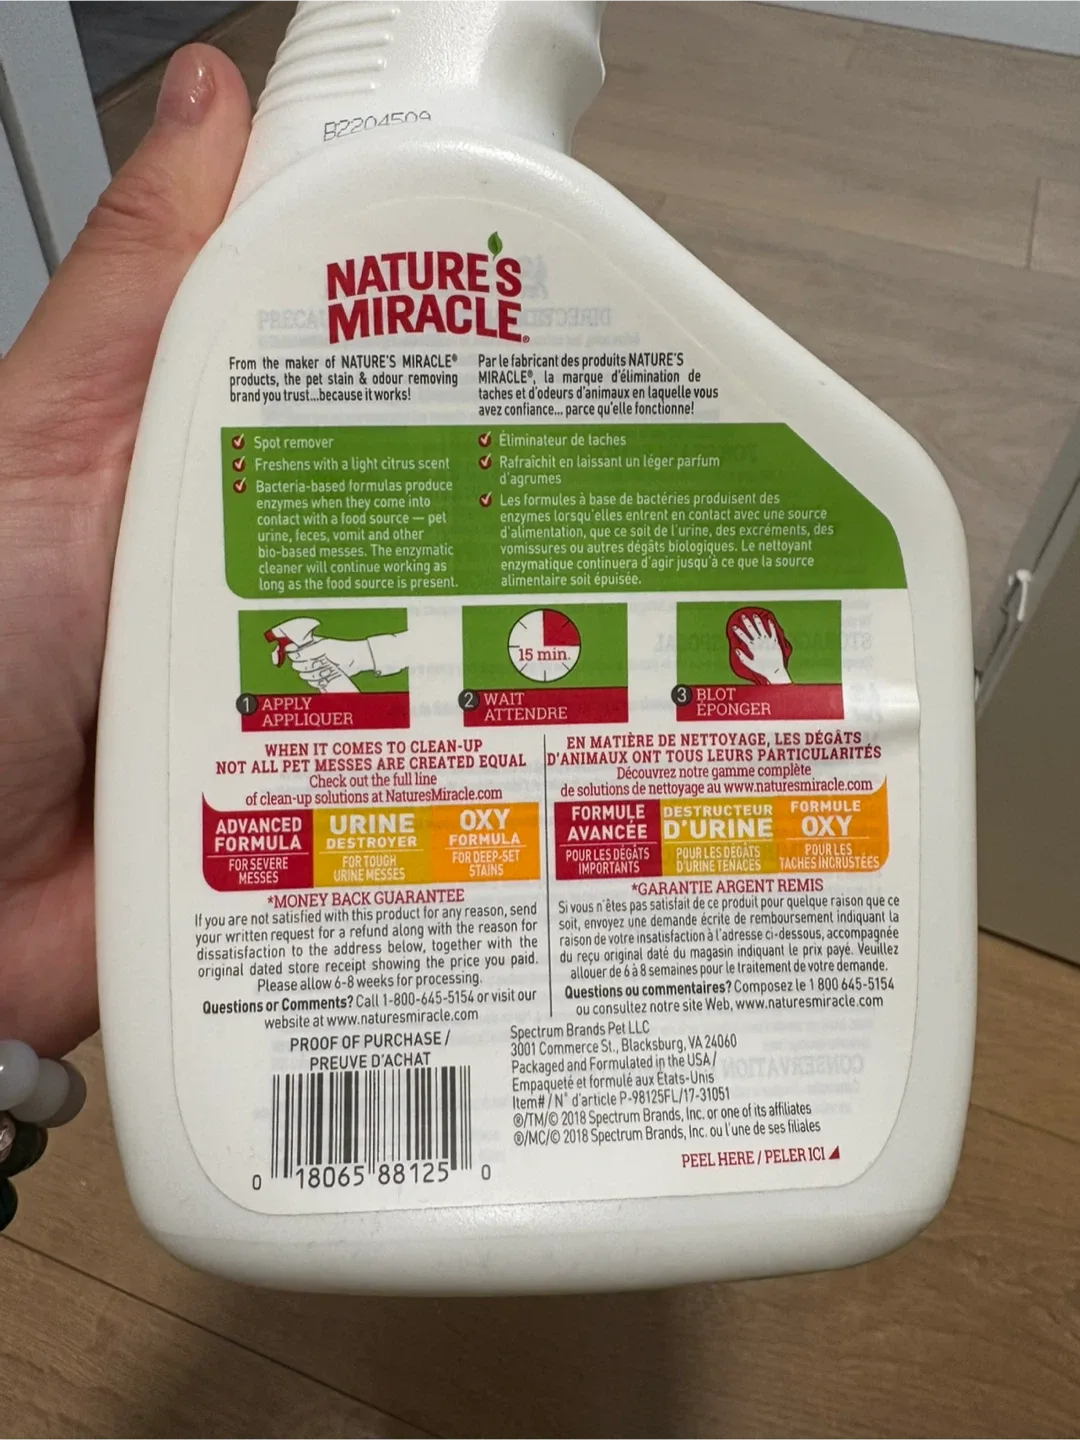 B2204509
NATURE'S
MIRACLE®
From the maker of NATURE'S MIRACLE®
products, the pet stain & odour removing
brand you trust...because it works!
Par le fabricant des produits NATURE'S
MIRACLE®, la marque d'élimination de
taches et d'odeurs d'animaux en laquelle vous
avez confiance... parce qu'elle fonctionne!
Spot remover
Freshens with a light citrus scent
Bacteria-based formulas produce
enzymes when they come into
contact with a food source — pet
urine, feces, vomit and other
bio-based messes. The enzymatic
cleaner will continue working as
long as the food source is present.
Éliminateur de taches
Rafraîchit en laissant un léger parfum
d'agrumes
Les formules à base de bactéries produisent des
enzymes lorsqu'elles entrent en contact avec une source
d'alimentation, que ce soit de l'urine, des excréments, des
vomissures ou autres dégâts biologiques. Le nettoyant
enzymatique continuera d'agir jusqu'à ce que la source
alimentaire soit épuisée.
1 APPLY
APPLIQUER
15 min.
2 WAIT
ATTENDRE
3 BLOT
ÉPONGER
WHEN IT COMES TO CLEAN-UP
NOT ALL PET MESSES ARE CREATED EQUAL
Check out the full line
of clean-up solutions at NaturesMiracle.com
ADVANCED
FORMULA
FOR SEVERE
MESSES
URINE
DESTROYER
FOR TOUGH
URINE MESSES
OXY
FORMULA
FOR DEEP-SET
STAINS
EN MATIÈRE DE NETTOYAGE, LES DÉGÂTS
D'ANIMAUX ONT TOUS LEURS PARTICULARITÉS
Découvrez notre gamme complète
de solutions de nettoyage au www.naturesmiracle.com
FORMULE
AVANCÉE
POUR LES DÉGÂTS
IMPORTANTS
DESTRUCTEUR
D'URINE
POUR LES DÉGÂTS
D'URINE TENACES
FORMULE
OXY
POUR LES
TACHES INCRUSTÉES
*MONEY BACK GUARANTEE
If you are not satisfied with this product for any reason, send
your written request for a refund along with the reason for
dissatisfaction to the address below, together with the
original dated store receipt showing the price you paid.
Please allow 6-8 weeks for processing.
Questions or Comments? Call 1-800-645-5154 or visit our
website at www.naturesmiracle.com
*GARANTIE ARGENT REMIS
Si vous n'êtes pas satisfait de ce produit pour quelque raison que ce
soit, envoyez une demande écrite de remboursement indiquant la
raison de votre insatisfaction à l'adresse ci-dessous, accompagnée
du reçu original daté du magasin indiquant le prix payé. Veuillez
allouer de 6 à 8 semaines pour le traitement de votre demande.
Questions ou commentaires? Composez le 1 800 645-5154
ou consultez notre site Web, www.naturesmiracle.com
PROOF OF PURCHASE /
PREUVE D'ACHAT
0 18065 88125 0
Spectrum Brands Pet LLC
3001 Commerce St., Blacksburg, VA 24060
Packaged and Formulated in the USA /
Empaqueté et formulé aux États-Unis
Item# / N° d'article P-98125FL/17-31051
®/TM/© 2018 Spectrum Brands, Inc. or one of its affiliates
®/MC/© 2018 Spectrum Brands, Inc. ou l'une de ses filiales
PEEL HERE / PELER ICI